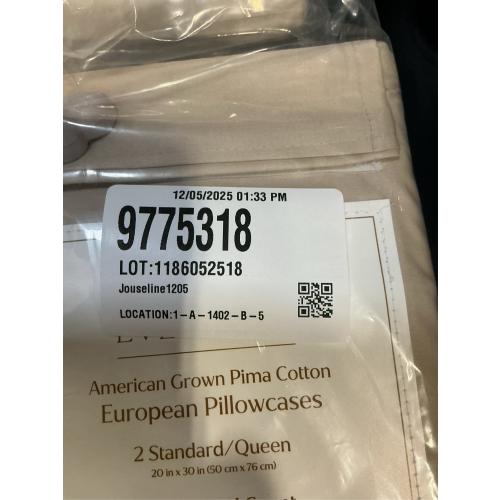 12/05/2025 01:33 PM
9775318
LOT:1186052518
Jouseline1205
LOCATION:1-A-1402-B-5
American Grown Pima Cotton
European Pillowcases
2 Standard/Queen
20 in x 30 in (50 cm x 76 cm)